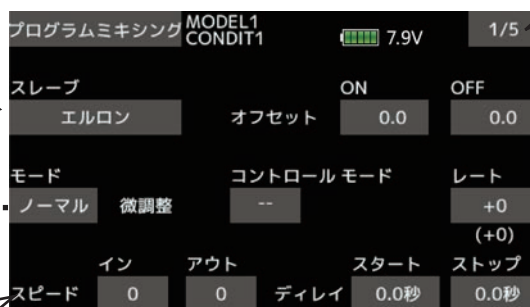 プログラムミキシング MODEL1 CONDIT1 7.9V 1/5
スレーブ ON OFF
エルロン オフセット 0.0 0.0
モード コントロール モード レート
ノーマル 微調整 -- +0
(+0)
イン アウト スタート ストップ
スピード 0 0 ディレイ 0.0秒 0.0秒